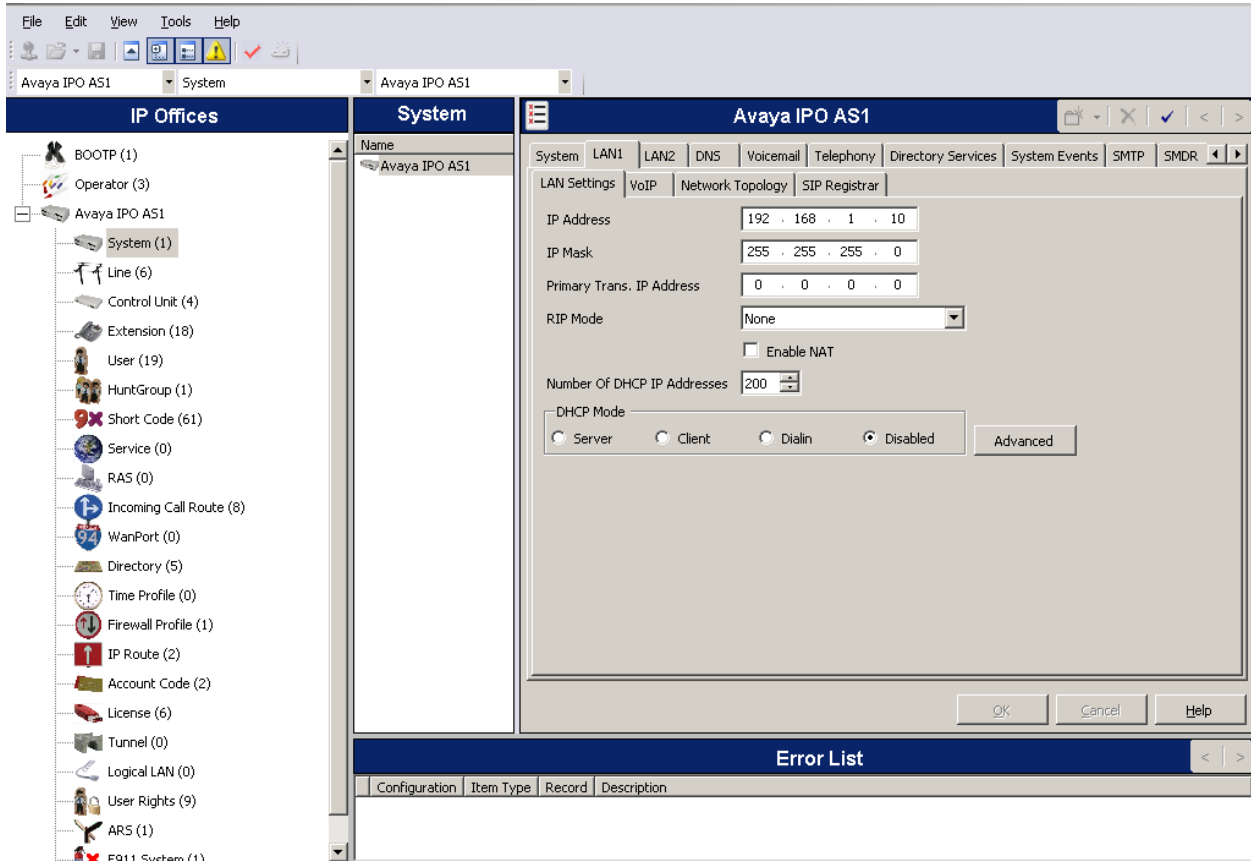 File Edit View Tools Help
Avaya IPO AS1 System Avaya IPO AS1
IP Offices
BOOTP (1)
Operator (3)
Avaya IPO AS1
System (1)
Line (6)
Control Unit (4)
Extension (18)
User (19)
HuntGroup (1)
9x Short Code (61)
Service (0)
RAS (0)
Incoming Call Route (8)
94 WanPort (0)
Directory (5)
Time Profile (0)
Firewall Profile (1)
IP Route (2)
Account Code (2)
License (6)
Tunnel (0)
Logical LAN (0)
User Rights (9)
ARS (1)
E911 System (1)
System
Name
Avaya IPO AS1
Avaya IPO AS1
System LAN1 LAN2 DNS Voicemail Telephony Directory Services System Events SMTP SMDR
LAN Settings VoIP Network Topology SIP Registrar
IP Address 192 . 168 . 1 . 10
IP Mask 255 . 255 . 255 . 0
Primary Trans. IP Address 0 . 0 . 0 . 0
RIP Mode None
Enable NAT
Number Of DHCP IP Addresses 200
DHCP Mode
Server Client Dialin Disabled Advanced
OK Cancel Help
Error List
Configuration Item Type Record Description